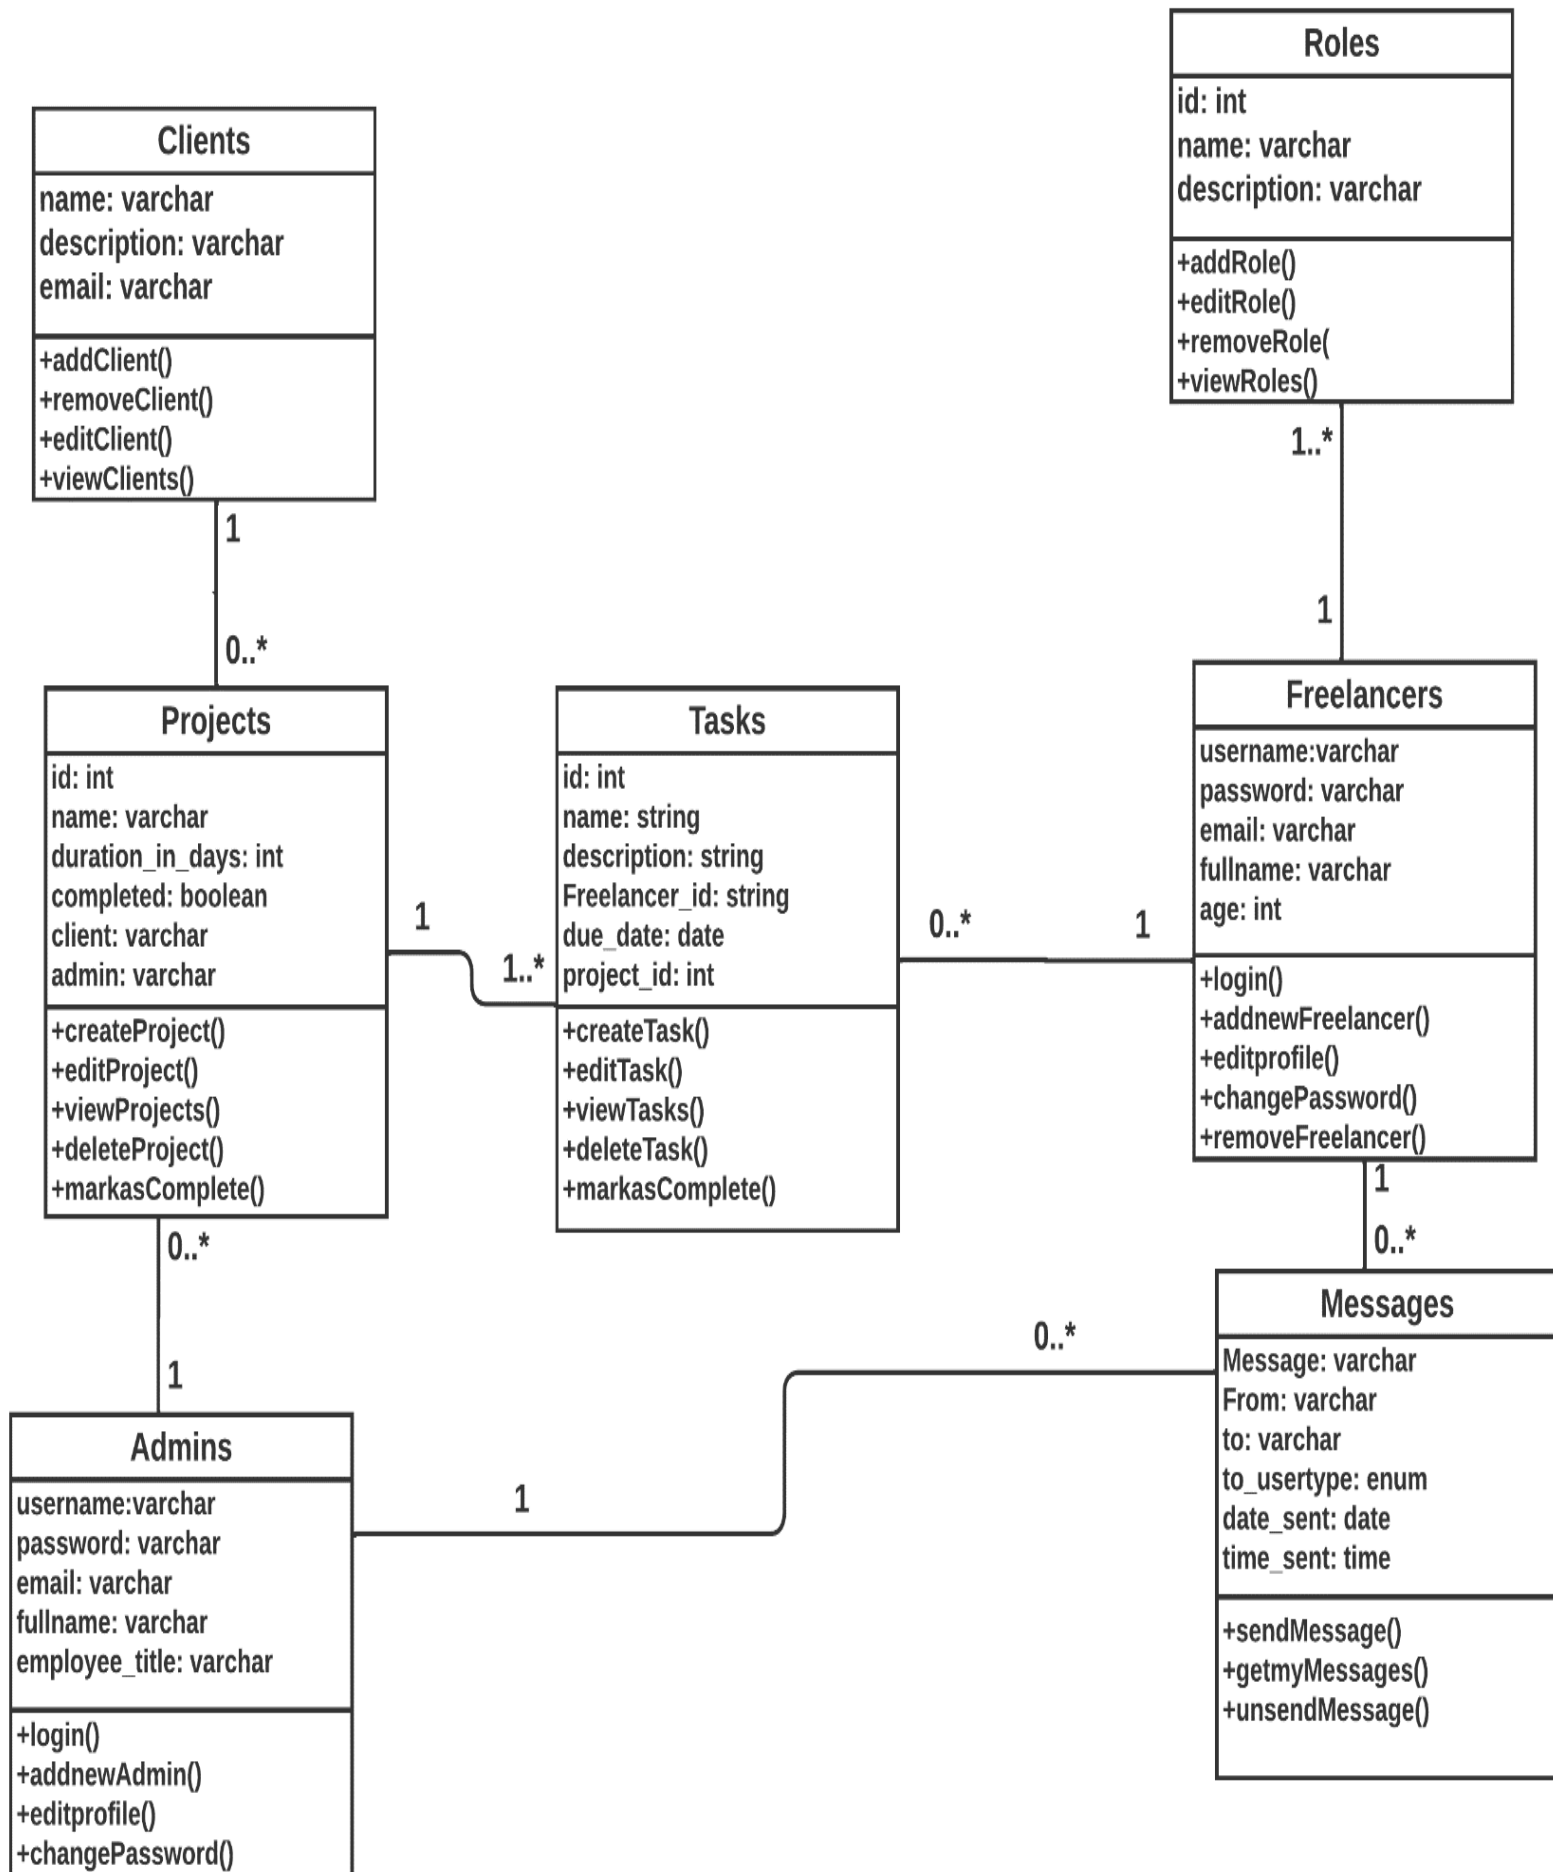 Roles
id: int
name: varchar
description: varchar
+addRole()
+editRole()
+removeRole(
+viewRoles()
1..*
1
Clients
name: varchar
description: varchar
email: varchar
+addClient()
+removeClient()
+editClient()
+viewClients()
1
0..*
Projects
id: int
name: varchar
duration_in_days: int
completed: boolean
client: varchar
admin: varchar
+createProject()
+editProject()
+viewProjects()
+deleteProject()
+markasComplete()
1
1..*
Tasks
id: int
name: string
description: string
Freelancer_id: string
due_date: date
project_id: int
+createTask()
+editTask()
+viewTasks()
+deleteTask()
+markasComplete()
0..*
1
Freelancers
username:varchar
password: varchar
email: varchar
fullname: varchar
age: int
+login()
+addnewFreelancer()
+editprofile()
+changePassword()
+removeFreelancer()
1
0..*
0..*
1
Messages
Message: varchar
From: varchar
to: varchar
to_usertype: enum
date_sent: date
time_sent: time
+sendMessage()
+getmyMessages()
+unsendMessage()
0..*
1
Admins
username:varchar
password: varchar
email: varchar
fullname: varchar
employee_title: varchar
+login()
+addnewAdmin()
+editprofile()
+changePassword()